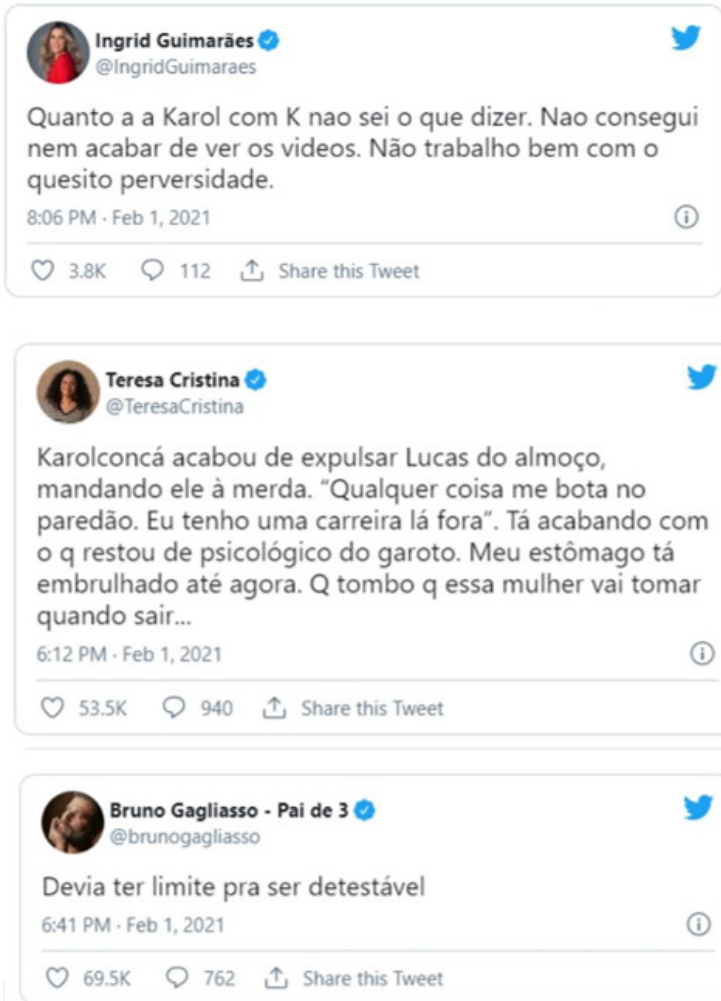 Ingrid Guimarães
@IngridGuimaraes
Quanto a a Karol com K nao sei o que dizer. Nao consegui
nem acabar de ver os videos. Não trabalho bem com o
quesito perversidade.
8:06 PM · Feb 1, 2021
3.8K 112 Share this Tweet
Teresa Cristina
@TeresaCristina
Karolconcá acabou de expulsar Lucas do almoço,
mandando ele à merda. “Qualquer coisa me bota no
paredão. Eu tenho uma carreira lá fora”. Tá acabando com
o q restou de psicológico do garoto. Meu estômago tá
embrulhado até agora. Q tombo q essa mulher vai tomar
quando sair...
6:12 PM · Feb 1, 2021
53.5K 940 Share this Tweet
Bruno Gagliasso - Pai de 3
@brunogagliasso
Devia ter limite pra ser detestável
6:41 PM · Feb 1, 2021
69.5K 762 Share this Tweet